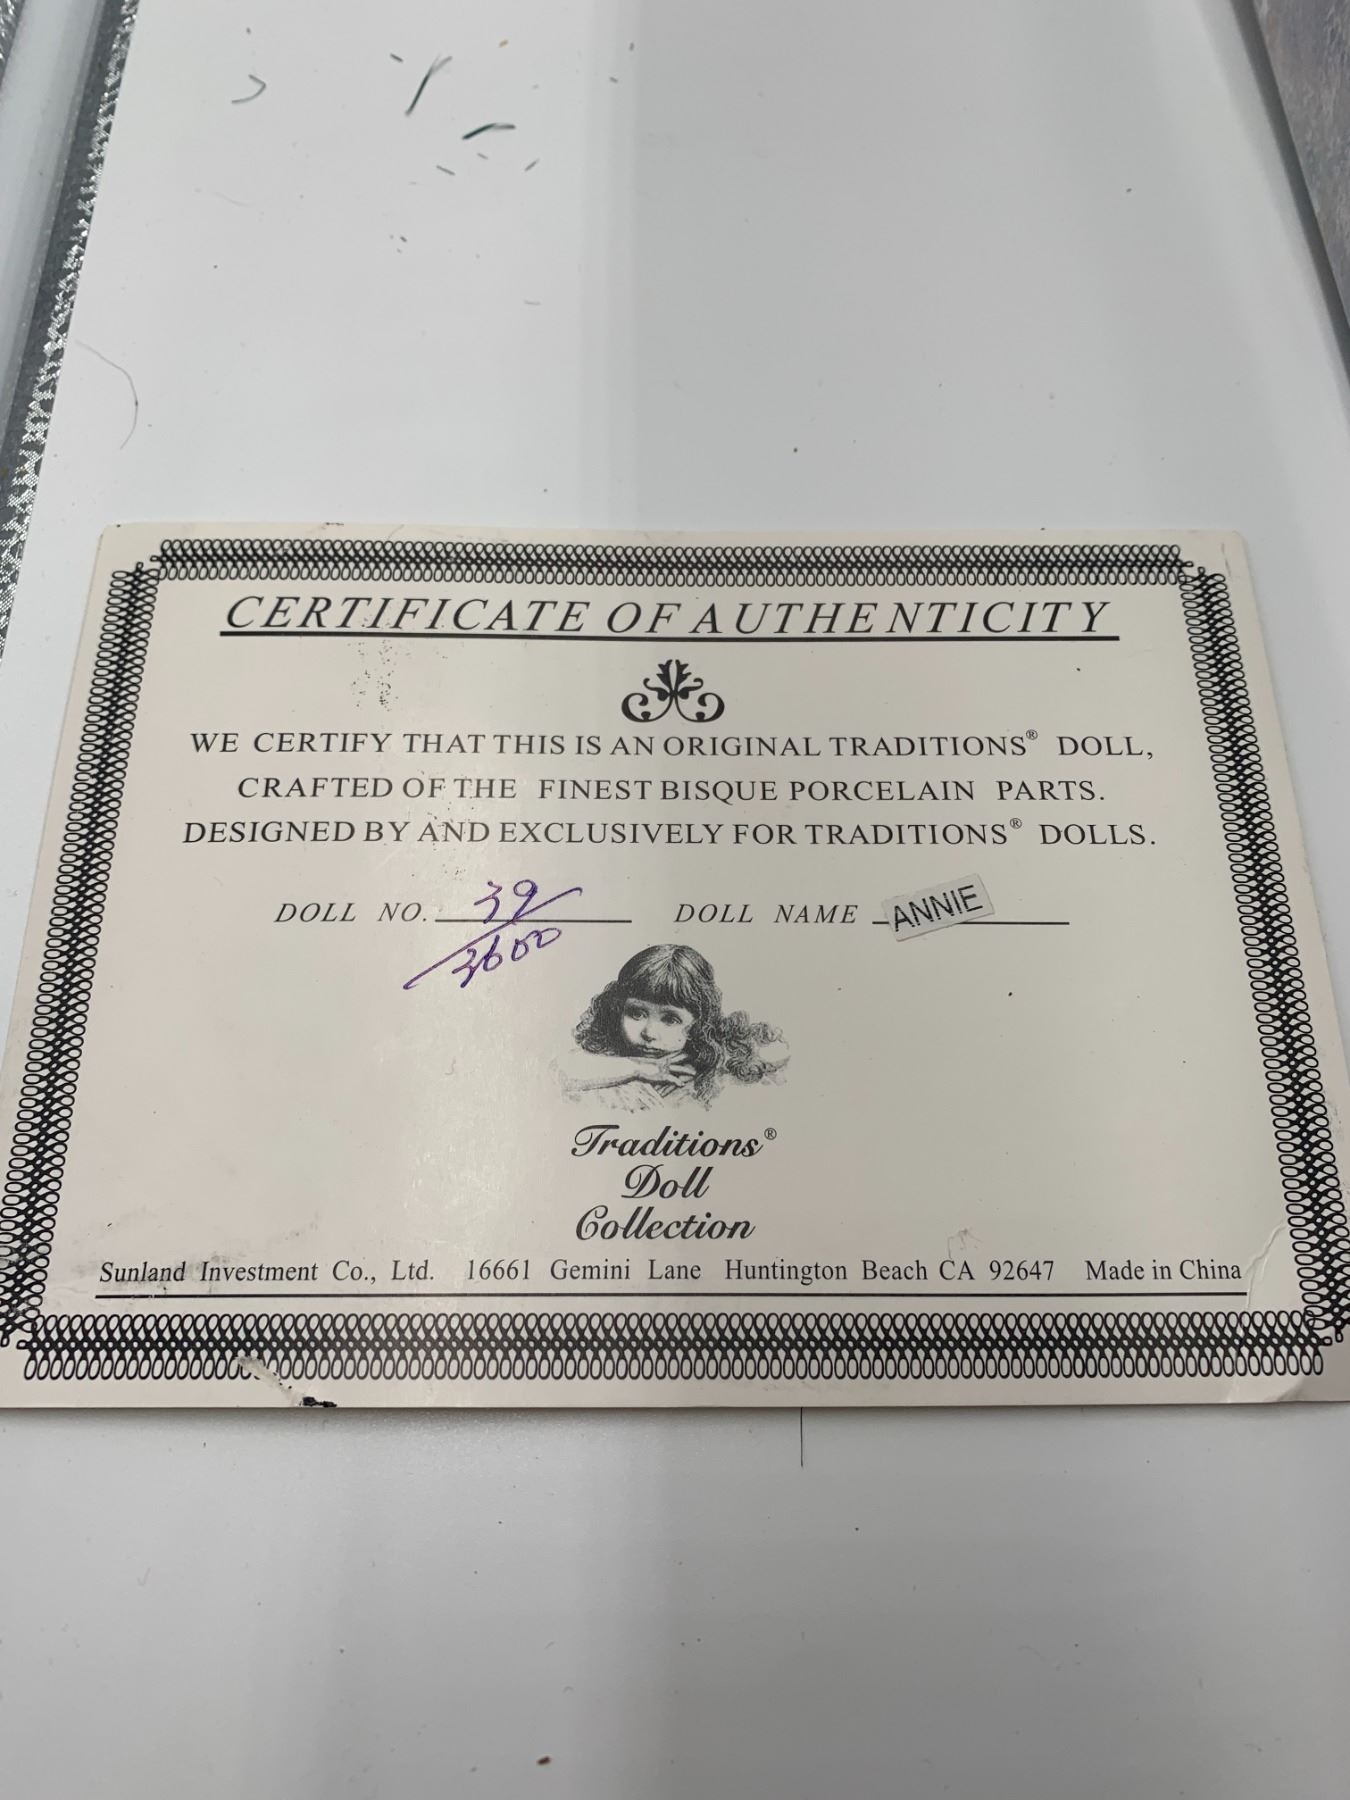 CERTIFICATE OF AUTHENTICITY
WE CERTIFY THAT THIS IS AN ORIGINAL TRADITIONS® DOLL,
CRAFTED OF THE FINEST BISQUE PORCELAIN PARTS.
DESIGNED BY AND EXCLUSIVELY FOR TRADITIONS® DOLLS.
DOLL NO. 39/3600 DOLL NAME ANNIE
Traditions®
Doll
Collection
Sunland Investment Co., Ltd. 16661 Gemini Lane Huntington Beach CA 92647 Made in China